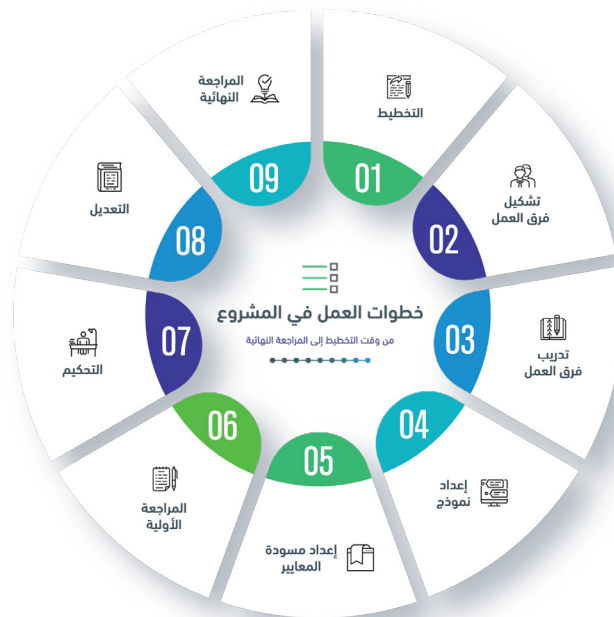 خطوات العمل في المشروع
من وقت التخطيط إلى المراجعة النهائية
01
التخطيط
02
تشكيل
فرق العمل
03
تدريب
فرق العمل
04
إعداد
نموذج
05
إعداد مسودة
المعايير
06
المراجعة
الأولية
07
التحكيم
08
التعديل
09
المراجعة
النهائية